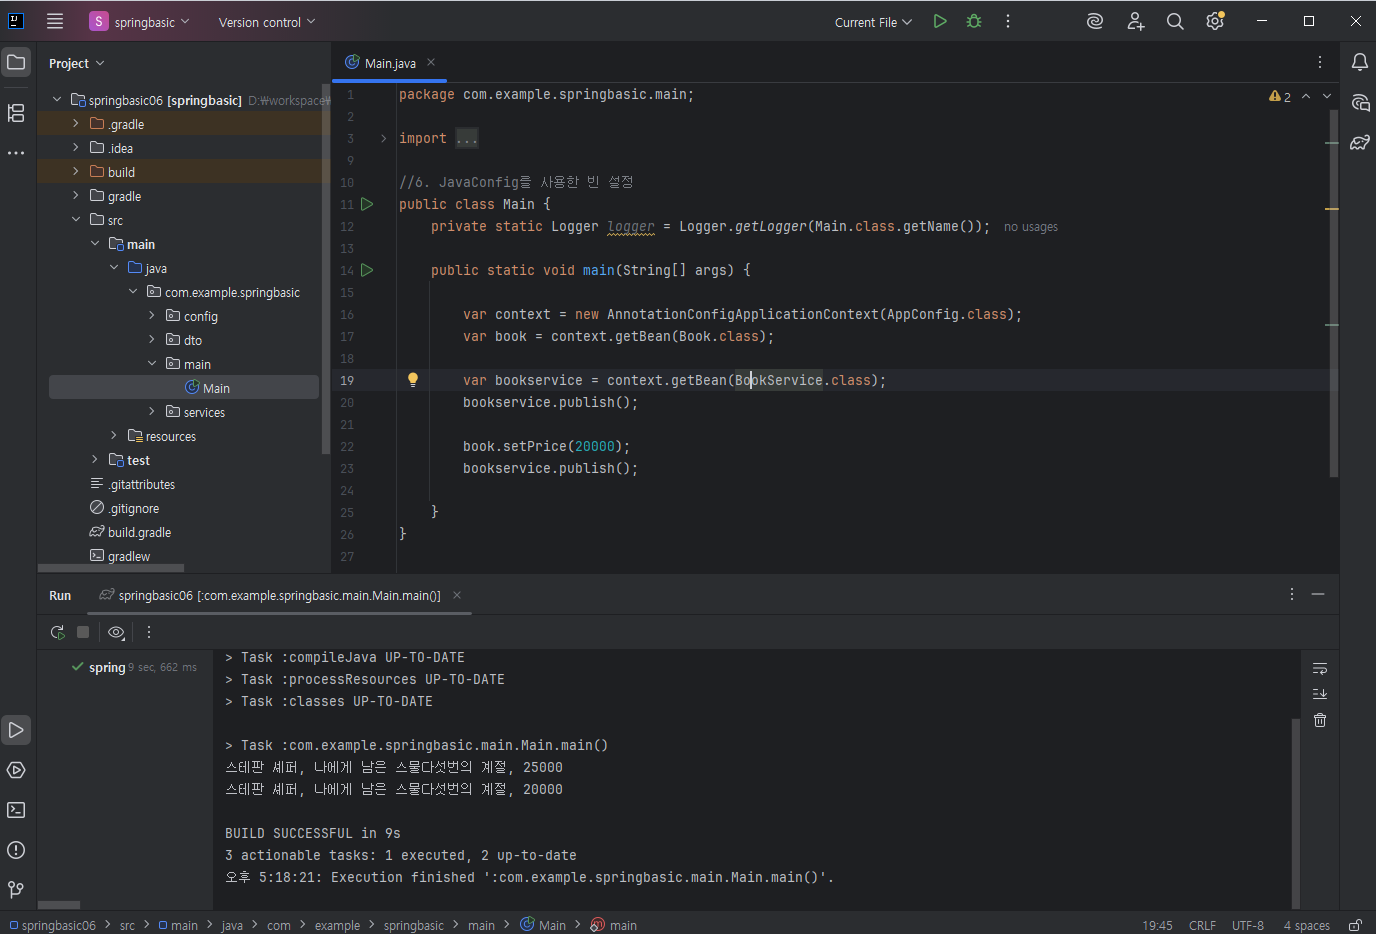 S springbasic Version control Current File
Project
Main.java
springbasic06 [springbasic] D:₩workspace₩
.gradle
.idea
build
gradle
src
main
java
com.example.springbasic
config
dto
main
Main
services
resources
test
.gitattributes
.gitignore
build.gradle
gradlew
2
1 package com.example.springbasic.main;
2
3 import ...
9
10 //6. JavaConfig를 사용한 빈 설정
11 public class Main {
12 private static Logger logger = Logger.getLogger(Main.class.getName()); no usages
13
14 public static void main(String[] args) {
15
16 var context = new AnnotationConfigApplicationContext(AppConfig.class);
17 var book = context.getBean(Book.class);
18
19 var bookservice = context.getBean(BookService.class);
20 bookservice.publish();
21
22 book.setPrice(20000);
23 bookservice.publish();
24
25 }
26 }
27
Run springbasic06 [:com.example.springbasic.main.Main.main()]
spring 9 sec, 662 ms
> Task :compileJava UP-TO-DATE
> Task :processResources UP-TO-DATE
> Task :classes UP-TO-DATE
> Task :com.example.springbasic.main.Main.main()
스테판 셰퍼, 나에게 남은 스물다섯번의 계절, 25000
스테판 셰퍼, 나에게 남은 스물다섯번의 계절, 20000
BUILD SUCCESSFUL in 9s
3 actionable tasks: 1 executed, 2 up-to-date
오후 5:18:21: Execution finished ':com.example.springbasic.main.Main.main()'.
springbasic06 > src > main > java > com > example > springbasic > main > Main > main 19:45 CRLF UTF-8 4 spaces